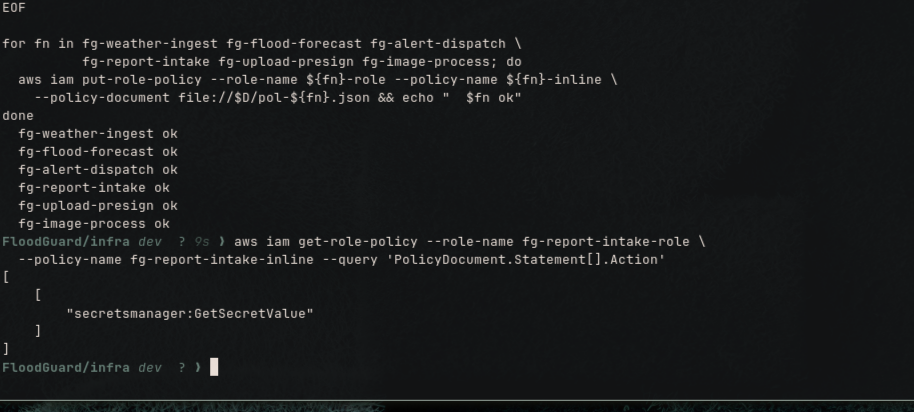 EOF

for fn in fg-weather-ingest fg-flood-forecast fg-alert-dispatch \
          fg-report-intake fg-upload-presign fg-image-process; do
  aws iam put-role-policy --role-name ${fn}-role --policy-name ${fn}-inline \
    --policy-document file://$D/pol-${fn}.json && echo "  $fn ok"
done
  fg-weather-ingest ok
  fg-flood-forecast ok
  fg-alert-dispatch ok
  fg-report-intake ok
  fg-upload-presign ok
  fg-image-process ok
FloodGuard/infra dev  ? 9s ❯ aws iam get-role-policy --role-name fg-report-intake-role \
  --policy-name fg-report-intake-inline --query 'PolicyDocument.Statement[].Action'
[
    [
        "secretsmanager:GetSecretValue"
    ]
]
FloodGuard/infra dev  ? ❯